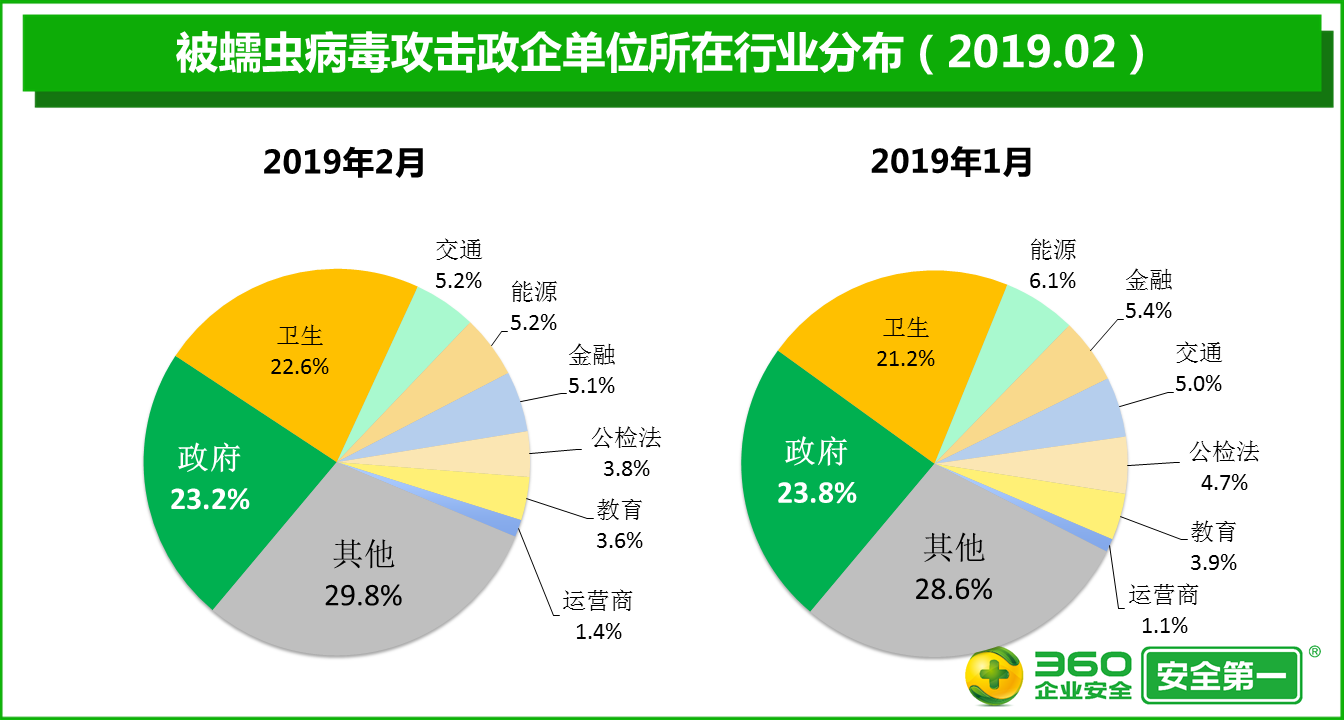 被蠕虫病毒攻击政企单位所在行业分布（2019.02）
2019年2月
交通
5.2%
能源
5.2%
金融
5.1%
公检法
3.8%
教育
3.6%
运营商
1.4%
其他
29.8%
政府
23.2%
卫生
22.6%
2019年1月
能源
6.1%
金融
5.4%
交通
5.0%
公检法
4.7%
教育
3.9%
运营商
1.1%
其他
28.6%
政府
23.8%
卫生
21.2%
360
企业安全
安全第一
®